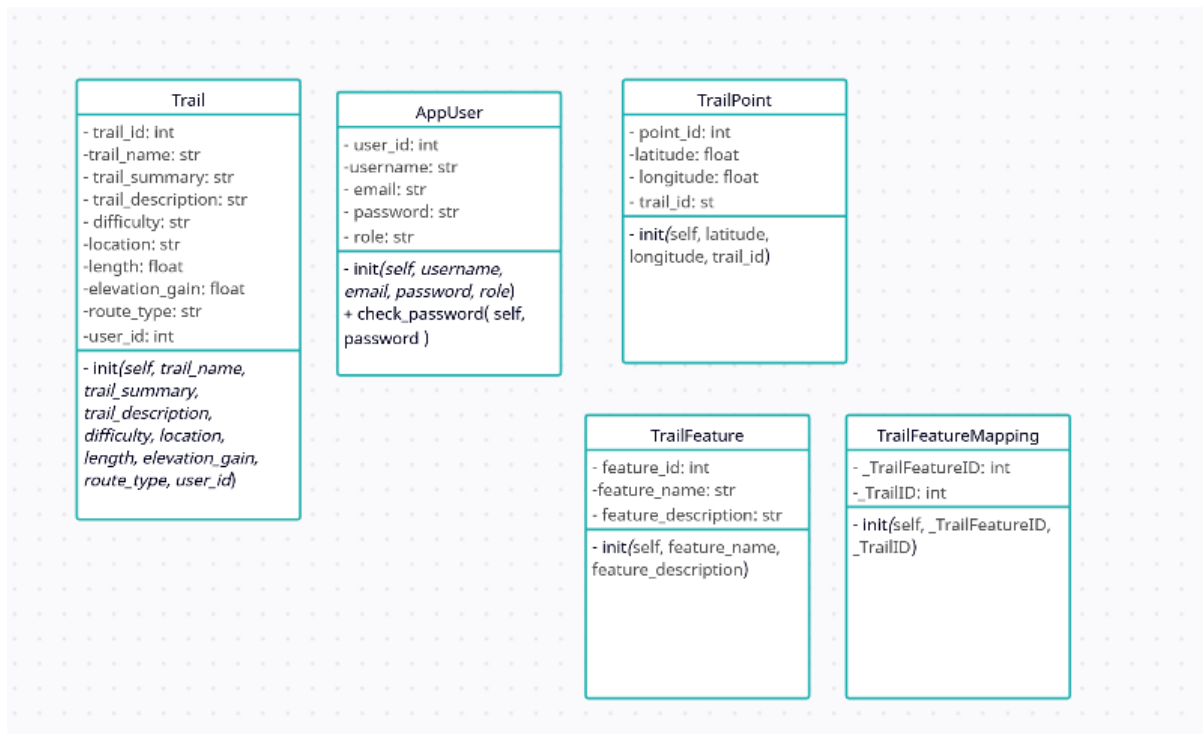 Trail
- trail_id: int
-trail_name: str
- trail_summary: str
- trail_description: str
- difficulty: str
-location: str
-length: float
-elevation_gain: float
-route_type: str
-user_id: int
- init(self, trail_name,
trail_summary,
trail_description,
difficulty, location,
length, elevation_gain,
route_type, user_id)
AppUser
- user_id: int
-username: str
- email: str
- password: str
- role: str
- init(self, username,
email, password, role)
+ check_password( self,
password )
TrailPoint
- point_id: int
-latitude: float
- longitude: float
- trail_id: st
- init(self, latitude,
longitude, trail_id)
TrailFeature
- feature_id: int
-feature_name: str
- feature_description: str
- init(self, feature_name,
feature_description)
TrailFeatureMapping
- _TrailFeatureID: int
-_TrailID: int
- init(self, _TrailFeatureID,
_TrailID)